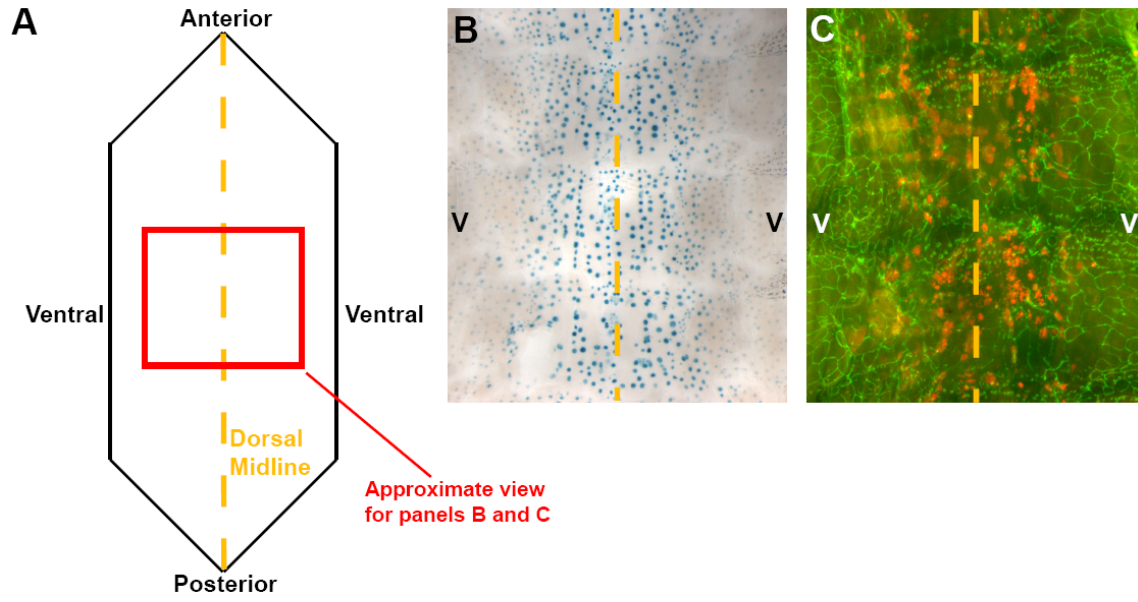 A
Anterior
Ventral
Ventral
Dorsal
Midline
Approximate view
for panels B and C
Posterior
B
V
V
C
V
V